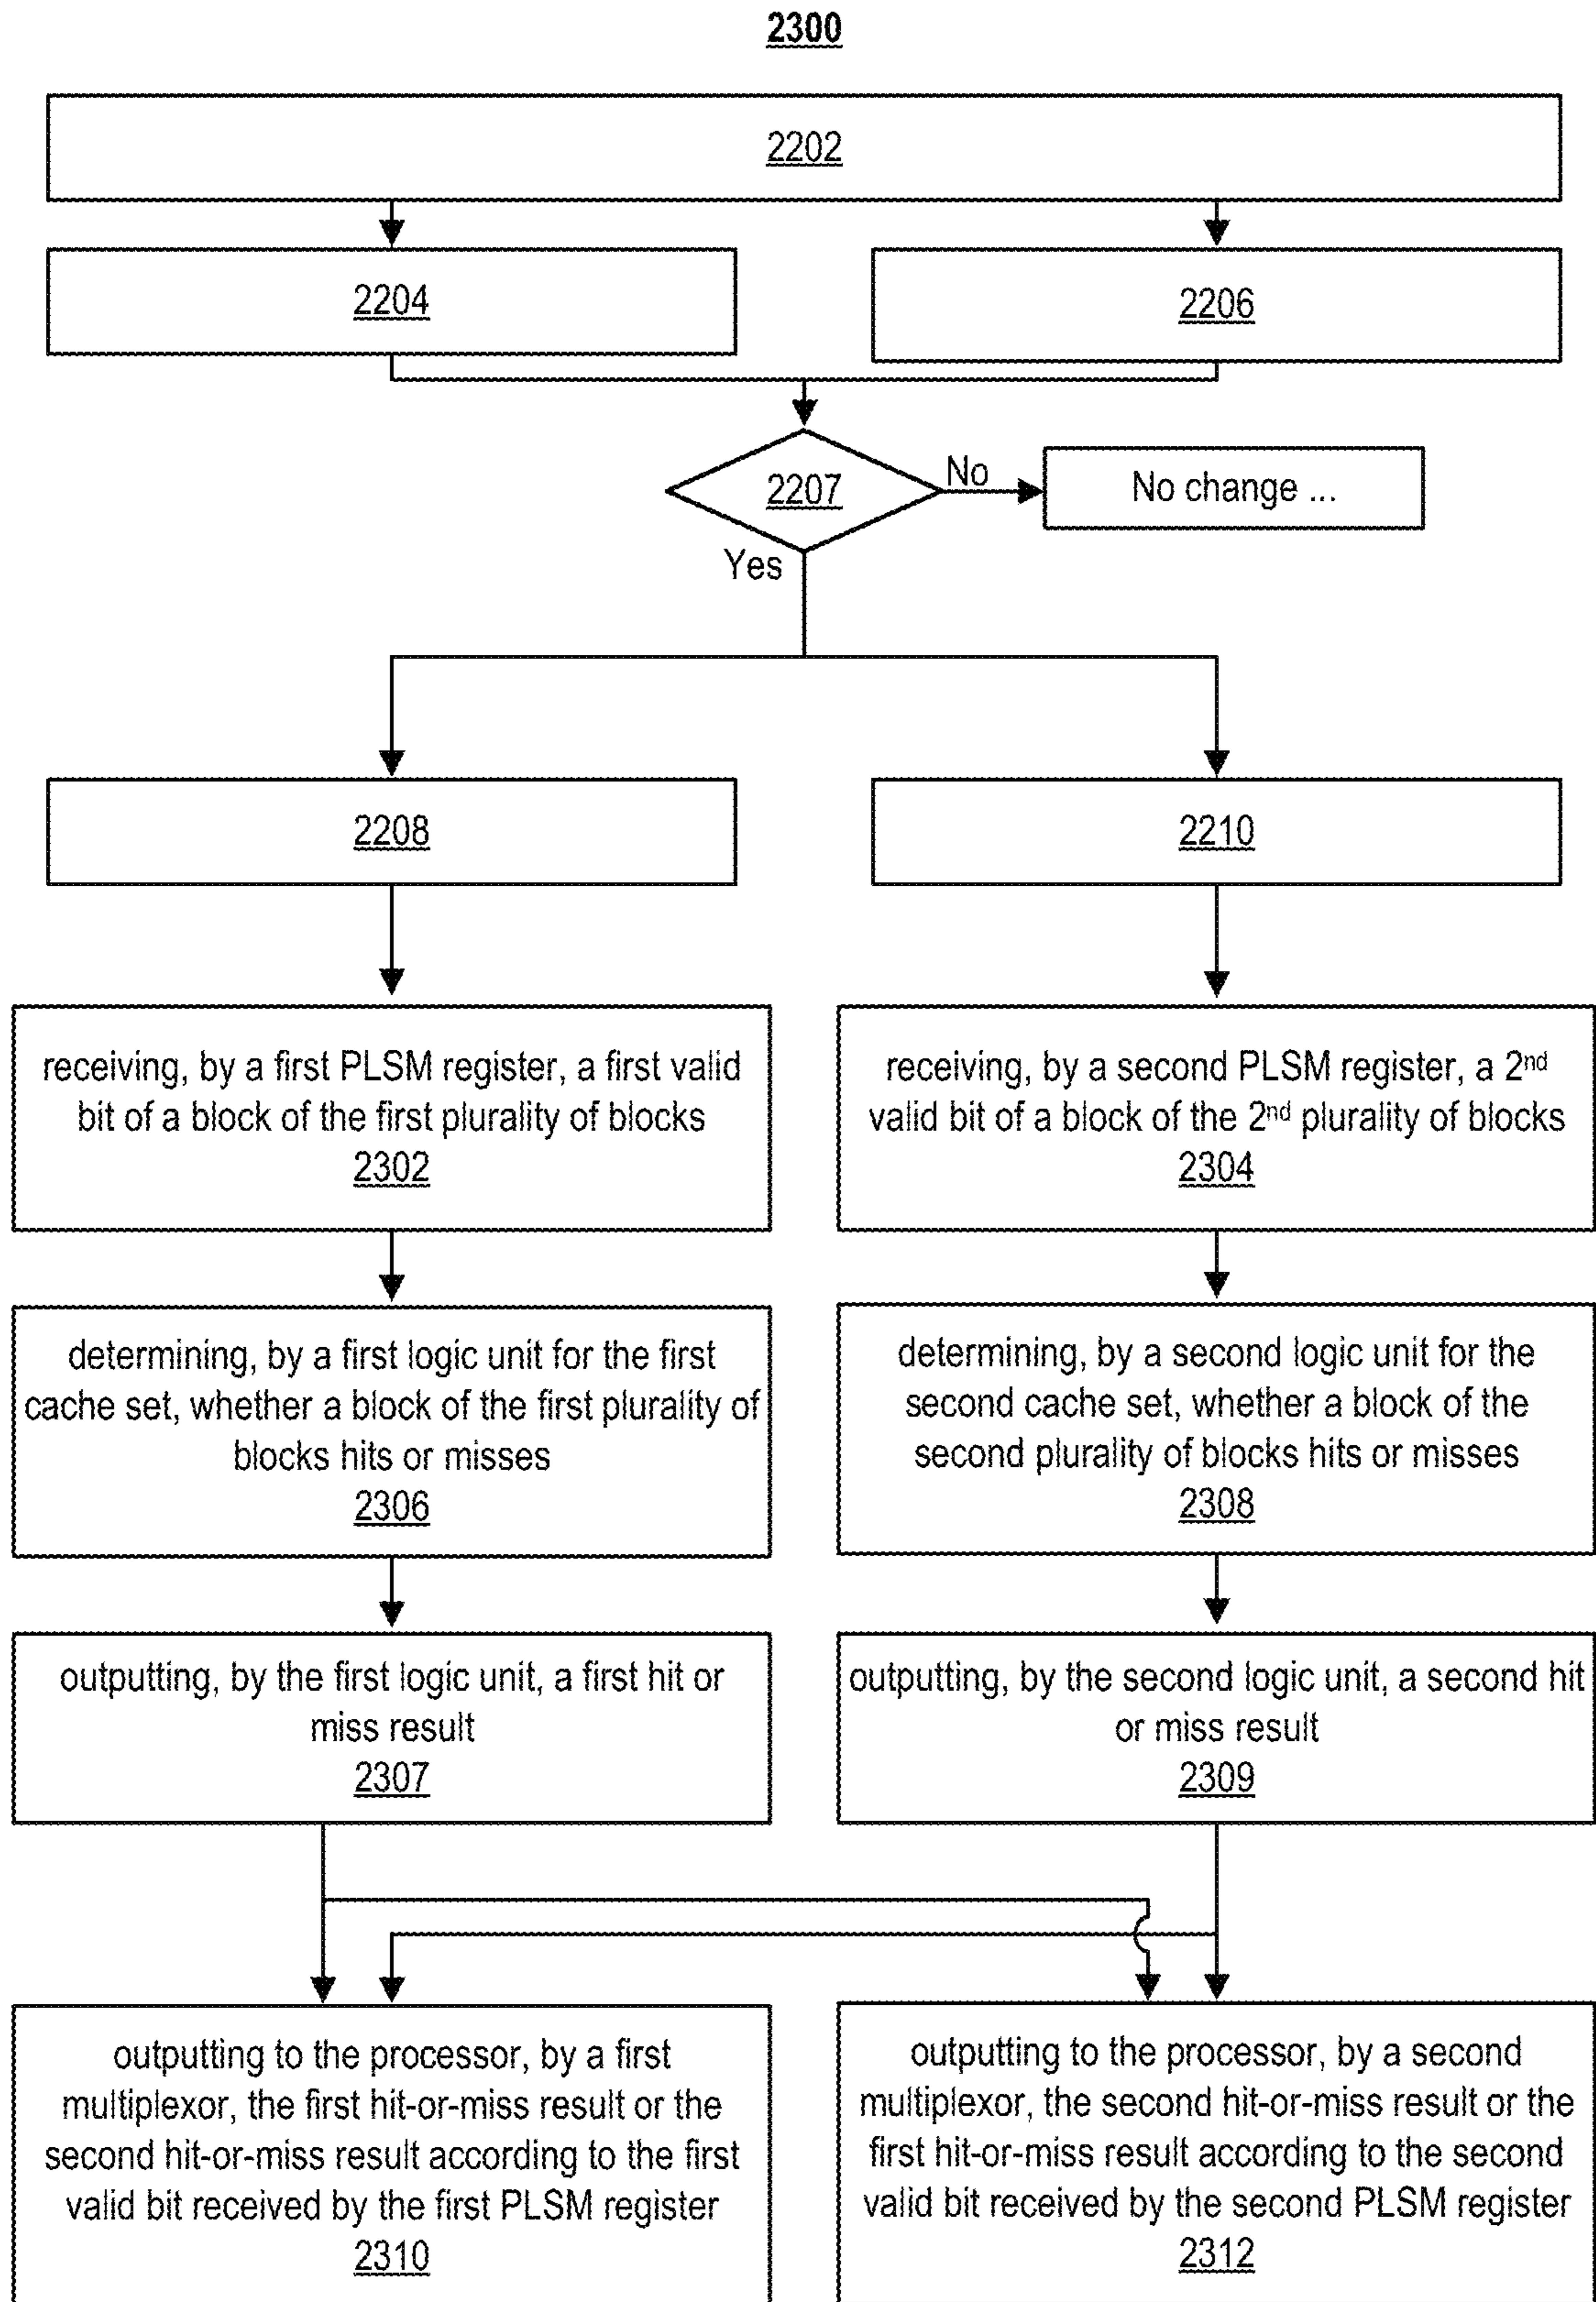 2300
2202
2204
2206
2207
No
No change ...
Yes
2208
2210
receiving, by a first PLSM register, a first valid
bit of a block of the first plurality of blocks
2302
receiving, by a second PLSM register, a 2nd
valid bit of a block of the 2nd plurality of blocks
2304
determining, by a first logic unit for the first
cache set, whether a block of the first plurality of
blocks hits or misses
2306
determining, by a second logic unit for the
second cache set, whether a block of the
second plurality of blocks hits or misses
2308
outputting, by the first logic unit, a first hit or
miss result
2307
outputting, by the second logic unit, a second hit
or miss result
2309
outputting to the processor, by a first
multiplexor, the first hit-or-miss result or the
second hit-or-miss result according to the first
valid bit received by the first PLSM register
2310
outputting to the processor, by a second
multiplexor, the second hit-or-miss result or the
first hit-or-miss result according to the second
valid bit received by the second PLSM register
2312